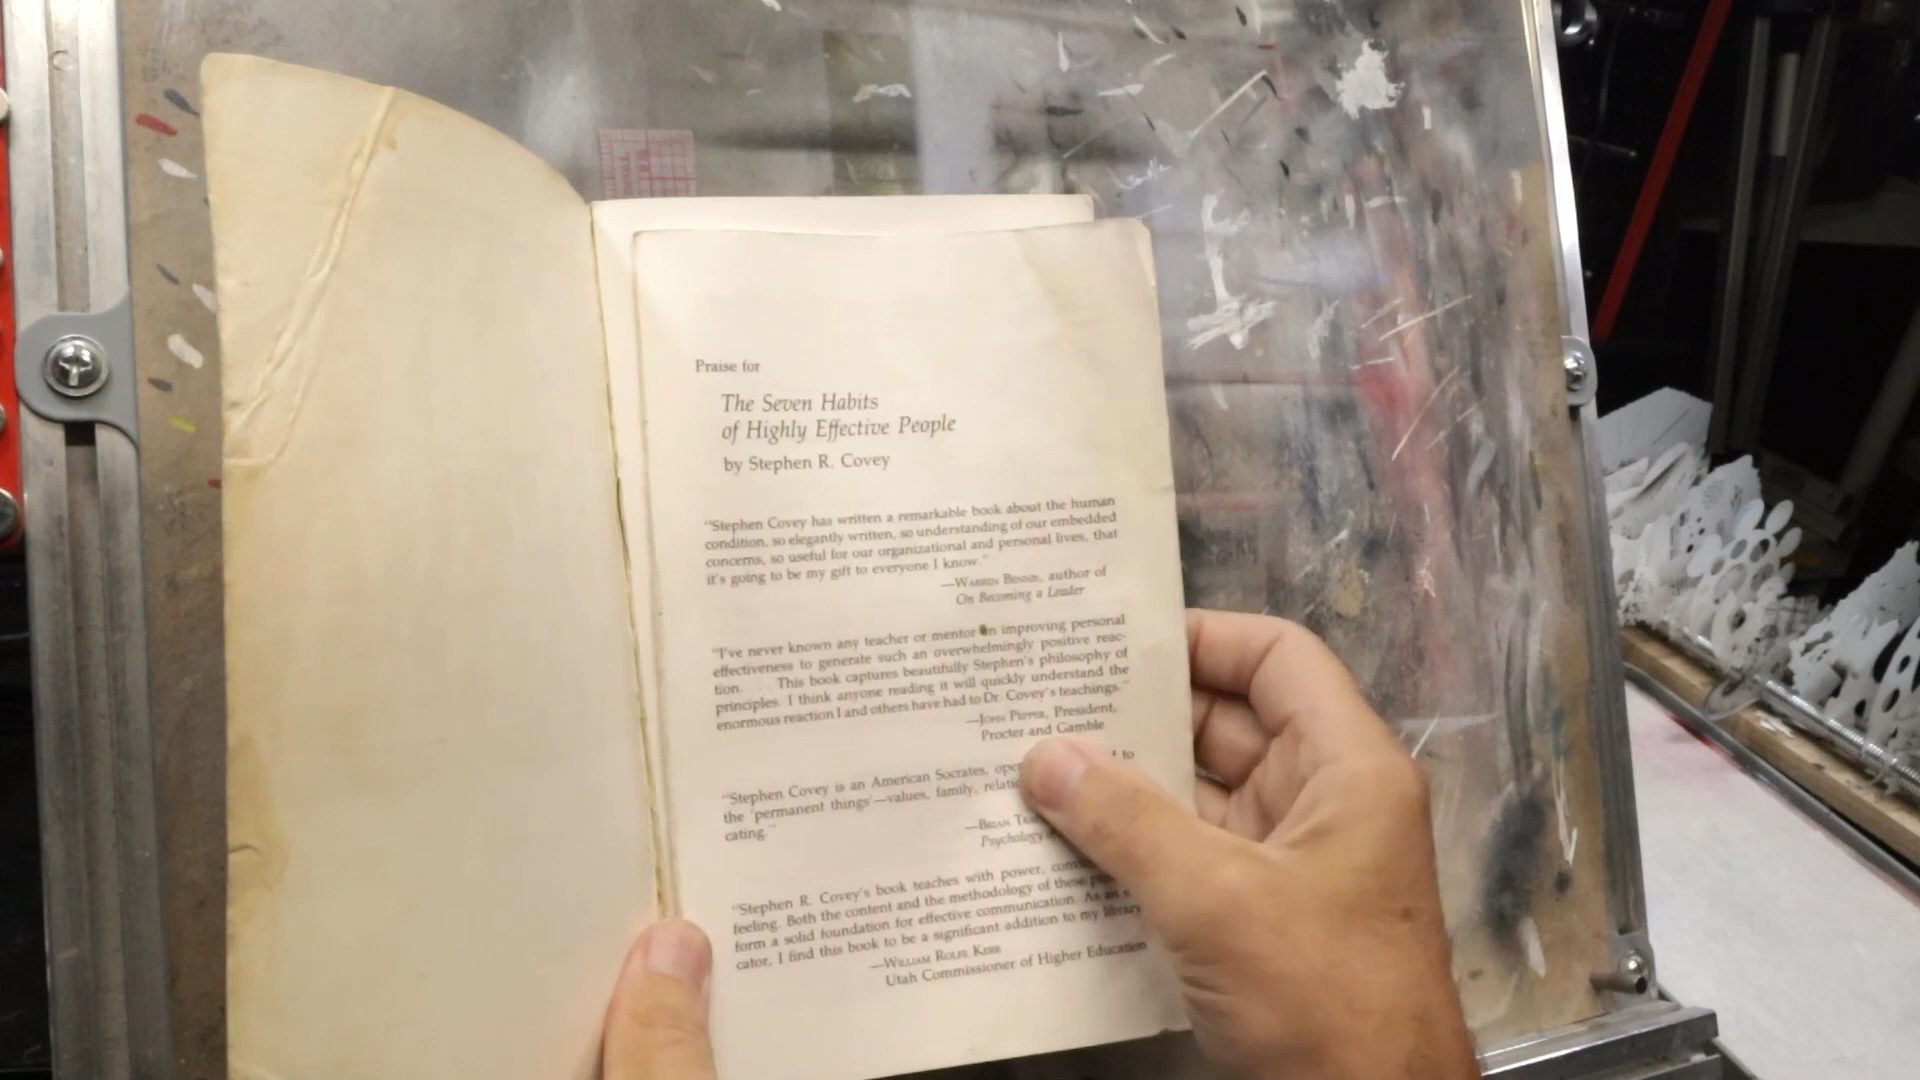 Praise for
The Seven Habits
of Highly Effective People
by Stephen R. Covey
"Stephen Covey has written a remarkable book about the human
condition, so elegantly written, so understanding of our embedded
concerns, so useful for our organizational and personal lives, that
it's going to be my gift to everyone I know."
—Warren Bennis, author of
On Becoming a Leader
"I've never known any teacher or mentor on improving personal
effectiveness to generate such an overwhelmingly positive reac-
tion. . . . This book captures beautifully Stephen's philosophy of
principles. I think anyone reading it will quickly understand the
enormous reaction I and others have had to Dr. Covey's teachings."
—John Pepper, President,
Procter and Gamble
"Stephen Covey is an American Socrates, to
the 'permanent things'—values, family,
cating."
—Brian
Psychology
"Stephen R. Covey's book teaches with power,
feeling. Both the content and the methodology of these
form a solid foundation for effective communication. As an
cator, I find this book to be a significant addition to my library
—William Rolfe Kerr
Utah Commissioner of Higher Education